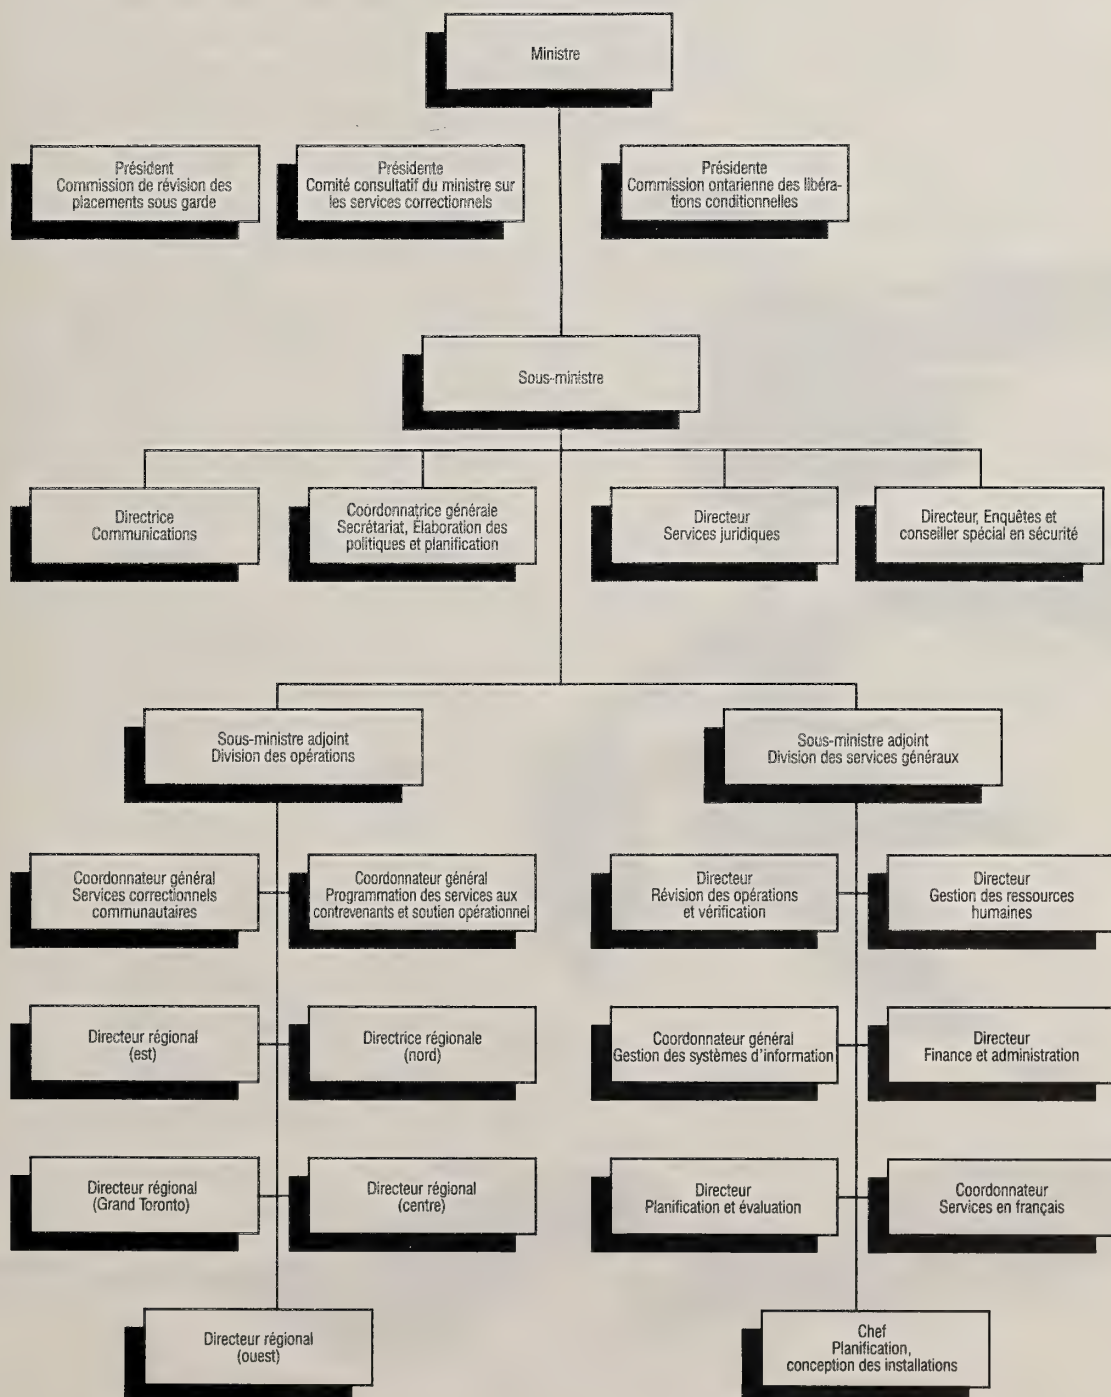 Ministre
Président
Commission de révision des
placements sous garde
Présidente
Comité consultatif du ministre sur
les services correctionnels
Présidente
Commission ontarienne des libéra-
tions conditionnelles
Sous-ministre
Directrice
Communications
Coordonnatrice générale
Secrétariat, Élaboration des
politiques et planification
Directeur
Services juridiques
Directeur, Enquêtes et
conseiller spécial en sécurité
Sous-ministre adjoint
Division des opérations
Sous-ministre adjoint
Division des services généraux
Coordonnateur général
Services correctionnels
communautaires
Coordonnateur général
Programmation des services aux
contrevenants et soutien opérationnel
Directeur
Révision des opérations
et vérification
Directeur
Gestion des ressources
humaines
Directeur régional
(est)
Directrice régionale
(nord)
Coordonnateur général
Gestion des systèmes d'information
Directeur
Finance et administration
Directeur régional
(Grand Toronto)
Directeur régional
(centre)
Directeur
Planification et évaluation
Coordonnateur
Services en français
Directeur régional
(ouest)
Chef
Planification,
conception des installations